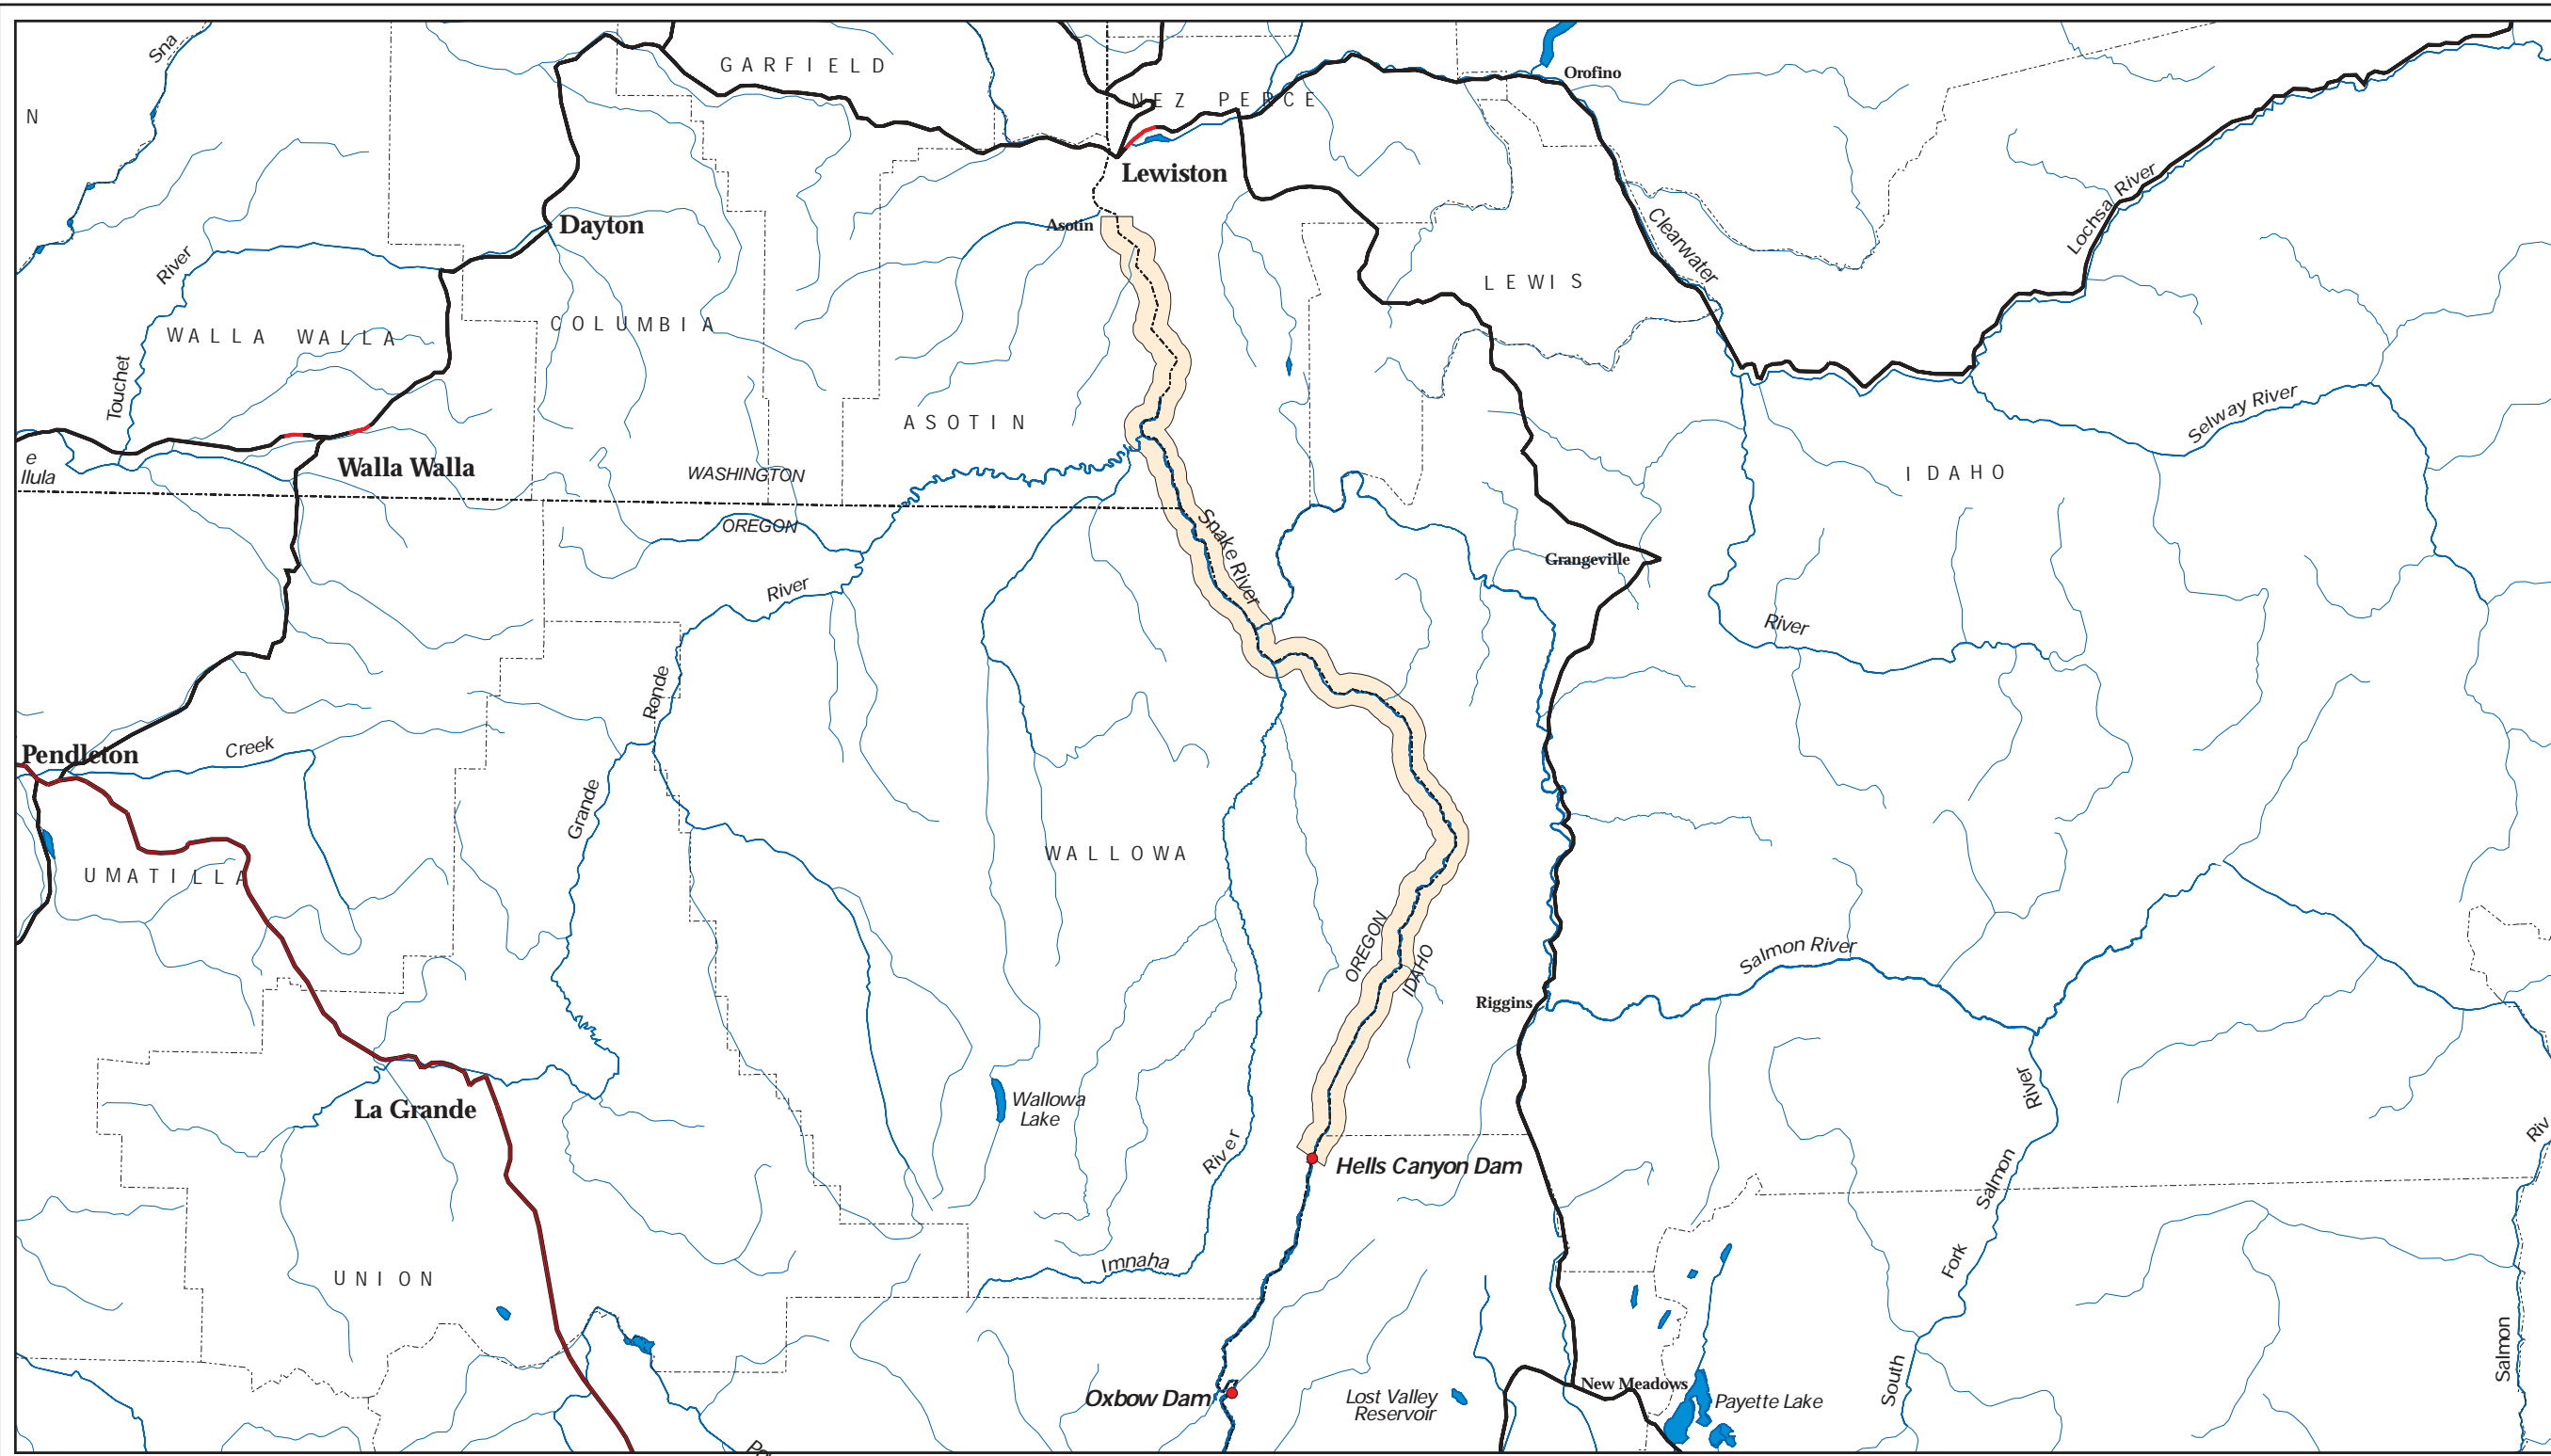 Sna
GARFIELD
Orofino
NEZ PERCE
N
Lewiston
River
Lochsa
Dayton
Asotin
Clearwater
River
LEWIS
COLUMBIA
WALLA WALLA
Touchet
ASOTIN
Selway River
e
llula
Walla Walla
WASHINGTON
IDAHO
OREGON
Snake River
Grangeville
River
River
Ronde
Creek
Pendleton
Grande
WALLOWA
UMATILLA
OREGON
IDAHO
Salmon River
Riggins
Wallowa
Lake
La Grande
River
River
Riv
Hells Canyon Dam
Salmon
Imnaha
Fork
UNION
Salmon
South
New Meadows
Oxbow Dam
Lost Valley
Reservoir
Payette Lake